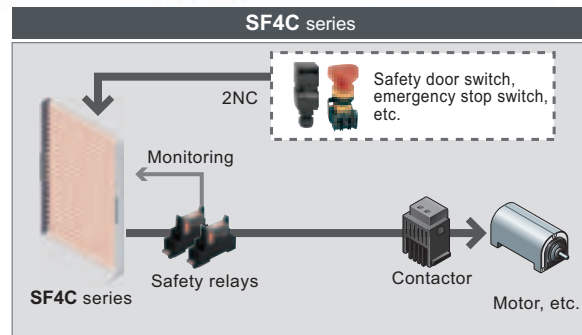 SF4C series
Safety door switch,
emergency stop switch,
etc.
2NC
Monitoring
Safety relays
Contactor
SF4C series
Motor, etc.